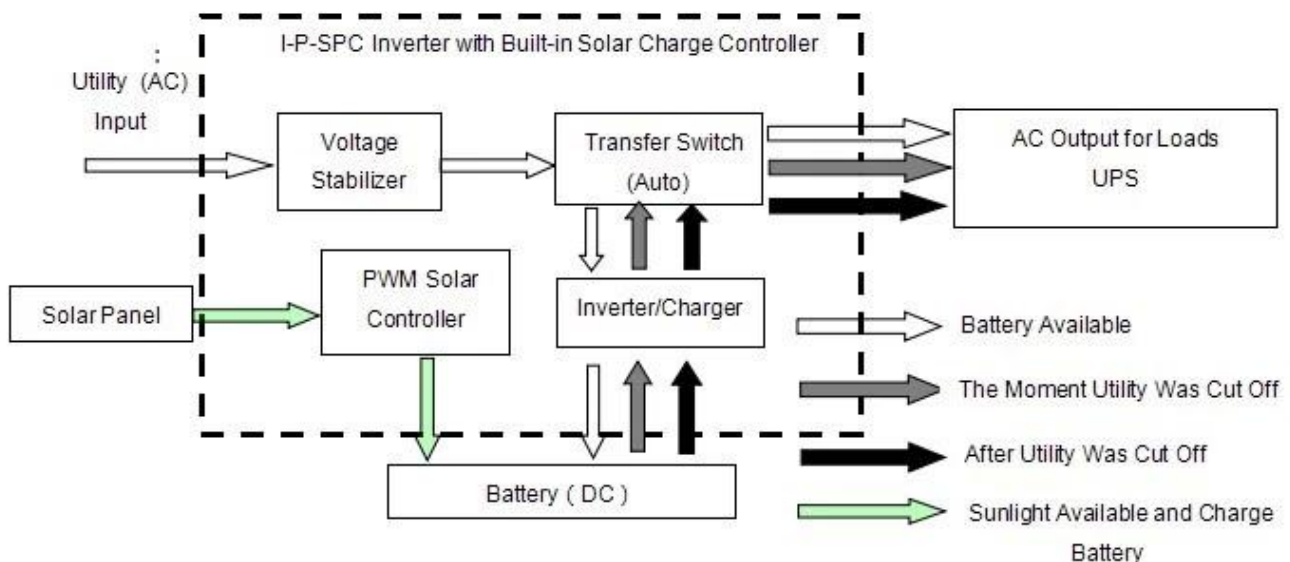 I-P-SPC Inverter with Built-in Solar Charge Controller
:
Utility (AC)
Input
Voltage
Stabilizer
Transfer Switch
(Auto)
AC Output for Loads
UPS
Solar Panel
PWM Solar
Controller
Inverter/Charger
Battery ( DC )
Battery Available
The Moment Utility Was Cut Off
After Utility Was Cut Off
Sunlight Available and Charge
Battery